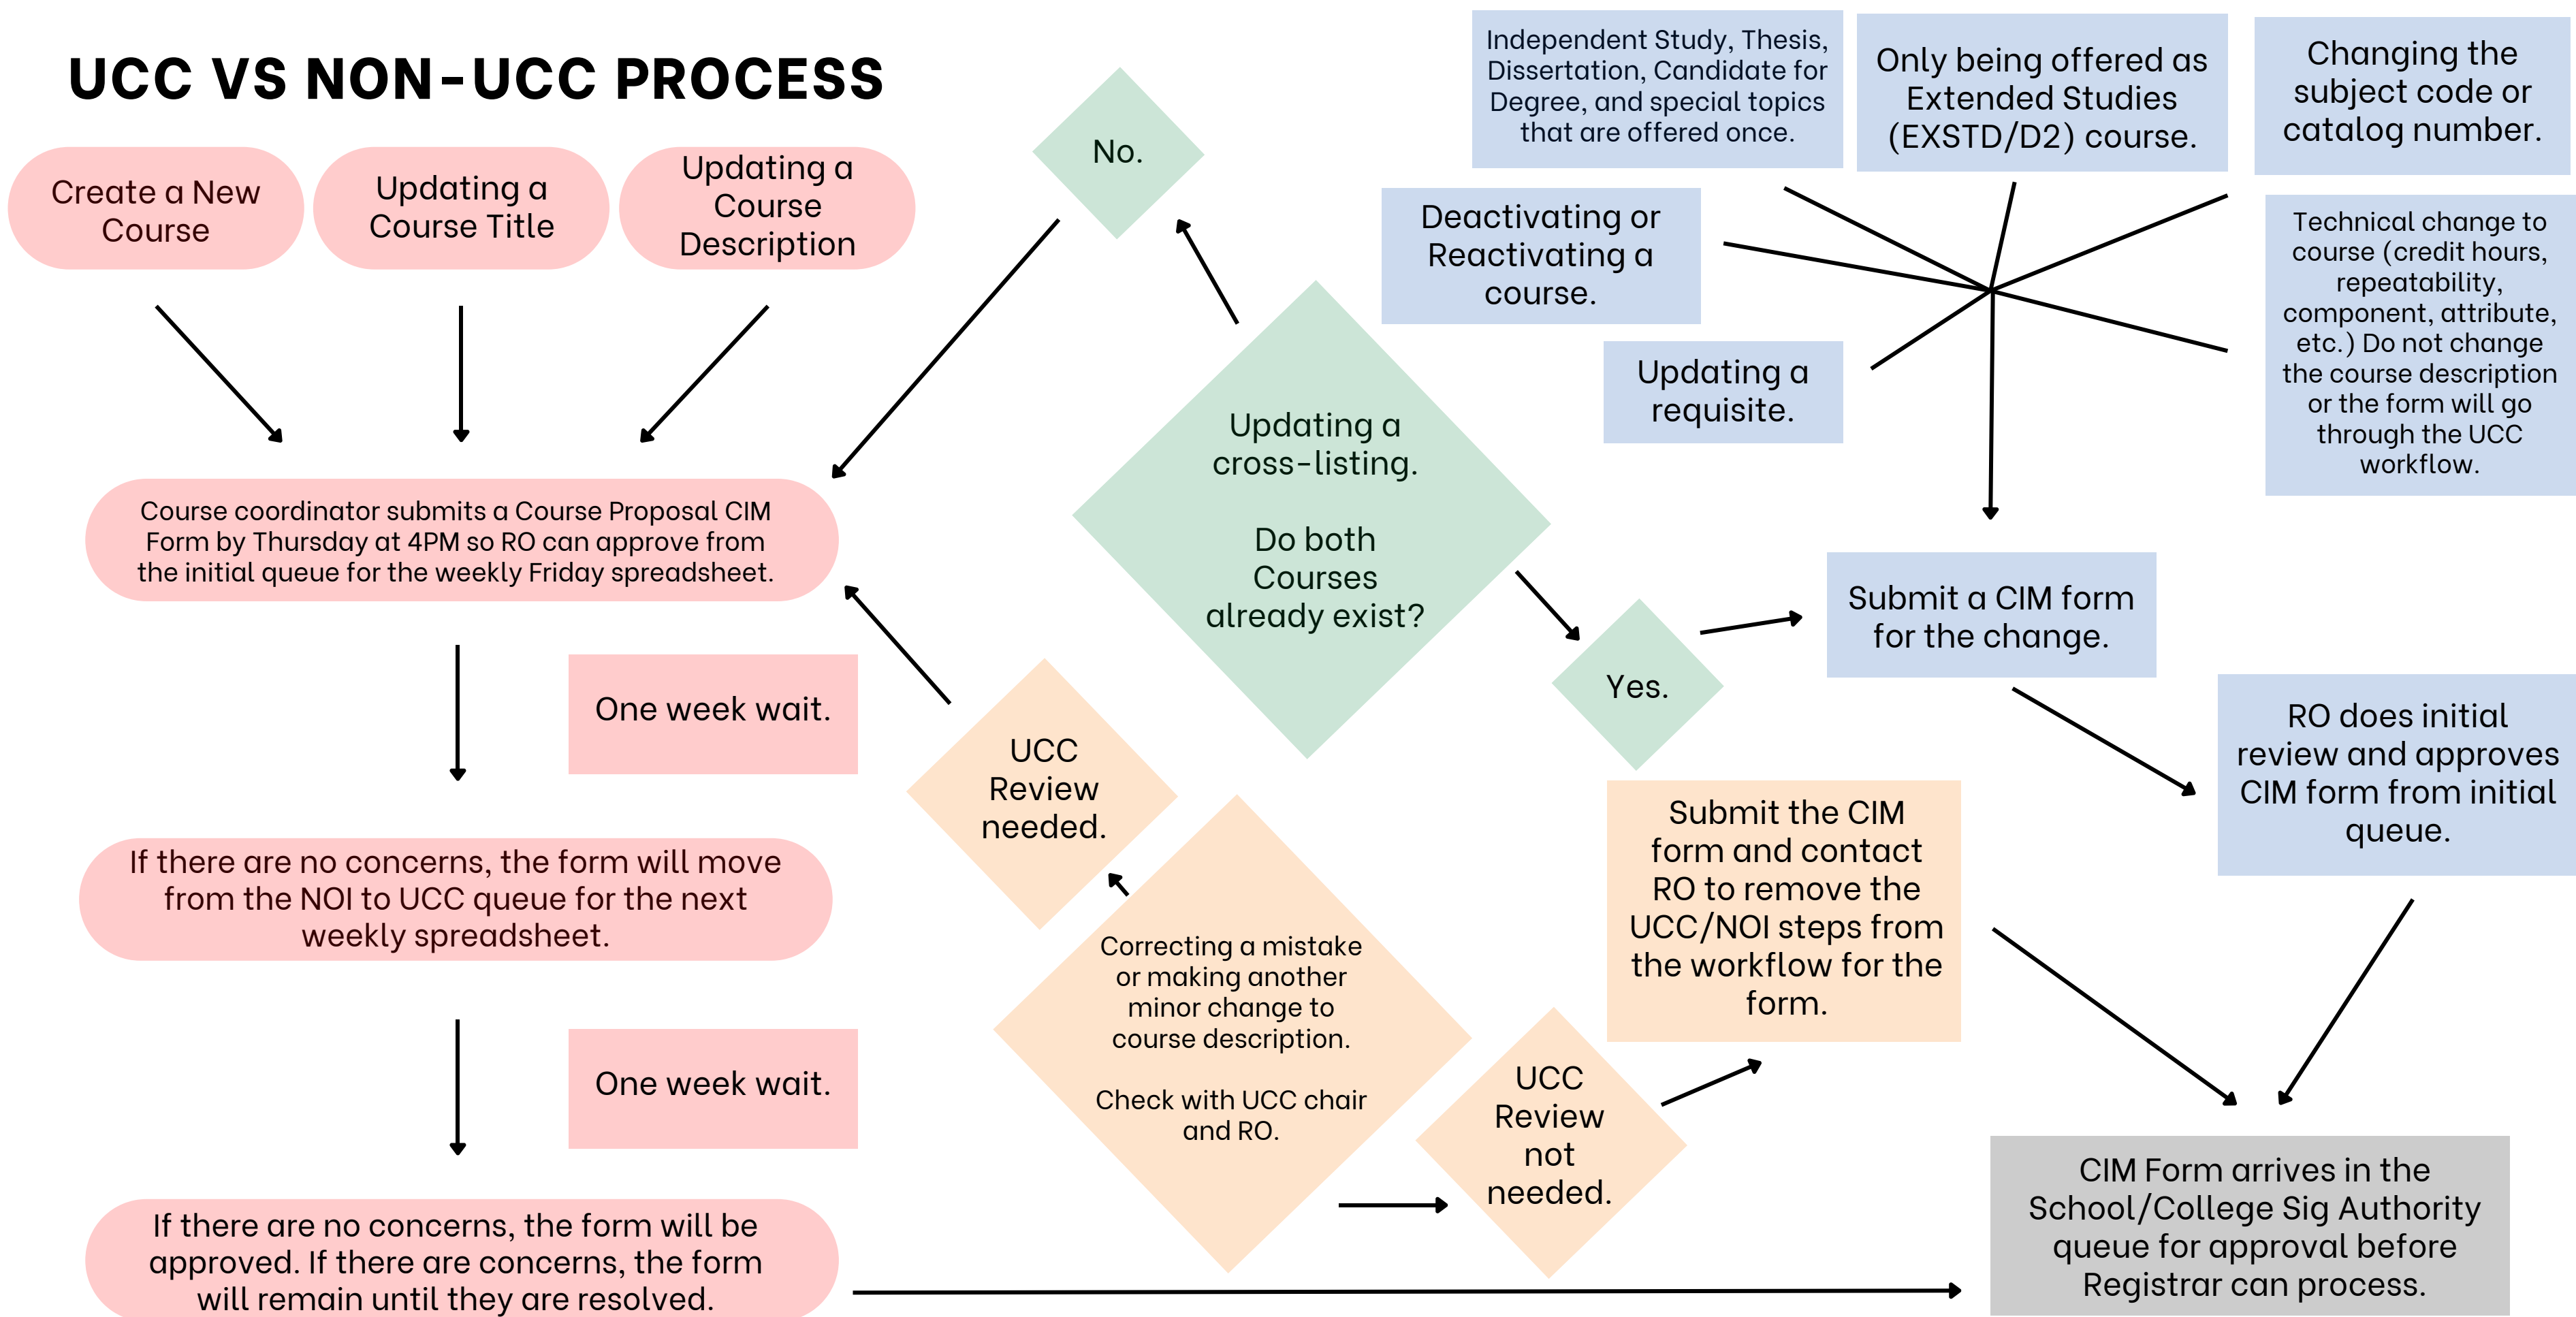 UCC VS NON-UCC PROCESS
Create a New
Course
Updating a
Course Title
Updating a
Course
Description
No.
Independent Study, Thesis,
Dissertation, Candidate for
Degree, and special topics
that are offered once.
Only being offered as
Extended Studies
(EXSTD/D2) course.
Changing the
subject code or
catalog number.
Deactivating or
Reactivating a
course.
Updating a
requisite.
Technical change to
course (credit hours,
repeatability,
component, attribute,
etc.) Do not change
the course description
or the form will go
through the UCC
workflow.
Updating a
cross-listing.
Do both
Courses
already exist?
Course coordinator submits a Course Proposal CIM
Form by Thursday at 4PM so RO can approve from
the initial queue for the weekly Friday spreadsheet.
Yes.
Submit a CIM form
for the change.
One week wait.
UCC
Review
needed.
RO does initial
review and approves
CIM form from initial
queue.
Submit the CIM
form and contact
RO to remove the
UCC/NOI steps from
the workflow for the
form.
If there are no concerns, the form will move
from the NOI to UCC queue for the next
weekly spreadsheet.
Correcting a mistake
or making another
minor change to
course description.
Check with UCC chair
and RO.
One week wait.
UCC
Review
not
needed.
If there are no concerns, the form will be
approved. If there are concerns, the form
will remain until they are resolved.
CIM Form arrives in the
School/College Sig Authority
queue for approval before
Registrar can process.